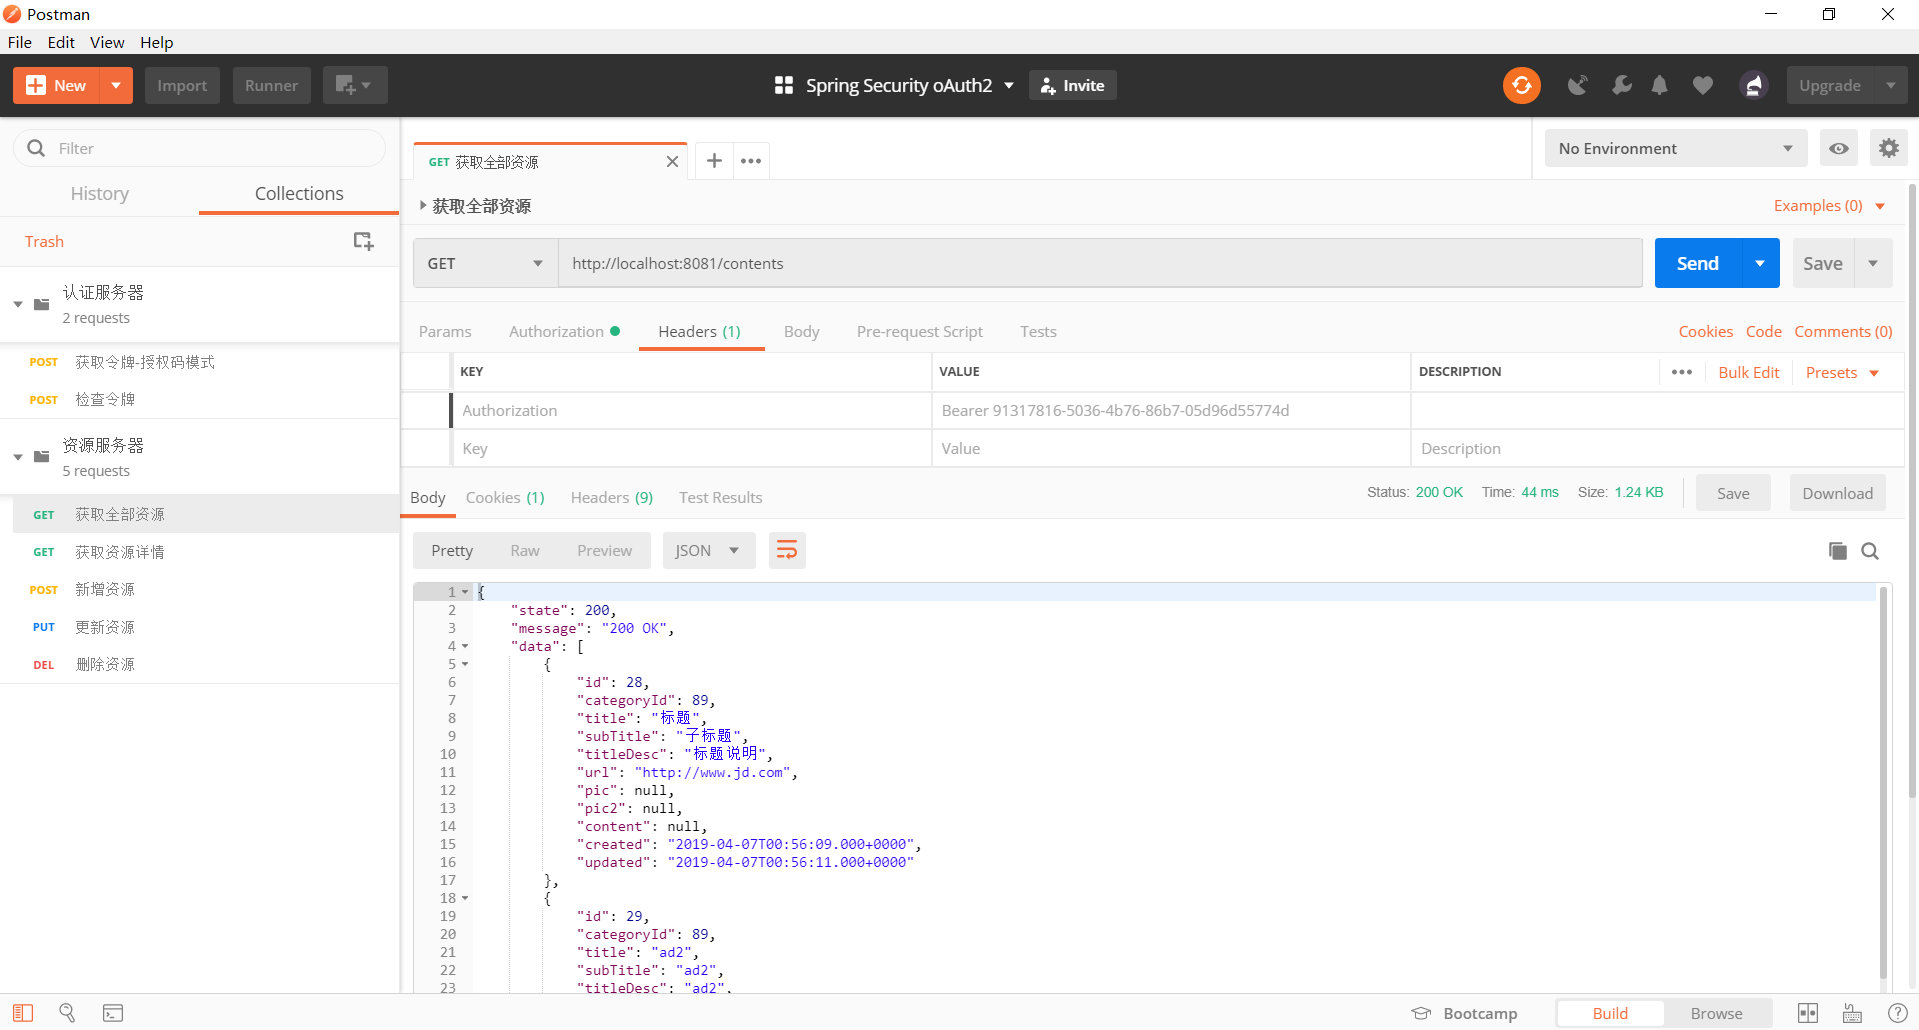 Postman
File Edit View Help
New Import Runner Spring Security oAuth2 Invite Upgrade
Filter
History Collections
Trash
认证服务器
2 requests
POST 获取令牌-授权码模式
POST 检查令牌
资源服务器
5 requests
GET 获取全部资源
GET 获取资源详情
POST 新增资源
PUT 更新资源
DEL 删除资源
GET 获取全部资源
No Environment
获取全部资源 Examples (0)
GET http://localhost:8081/contents Send Save
Params Authorization Headers (1) Body Pre-request Script Tests Cookies Code Comments (0)
KEY VALUE DESCRIPTION Bulk Edit Presets
Authorization Bearer 91317816-5036-4b76-86b7-05d96d55774d
Key Value Description
Body Cookies (1) Headers (9) Test Results Status: 200 OK Time: 44 ms Size: 1.24 KB Save Download
Pretty Raw Preview JSON
1 {
2 "state": 200,
3 "message": "200 OK",
4 "data": [
5 {
6 "id": 28,
7 "categoryId": 89,
8 "title": "标题",
9 "subTitle": "子标题",
10 "titleDesc": "标题说明",
11 "url": "http://www.jd.com",
12 "pic": null,
13 "pic2": null,
14 "content": null,
15 "created": "2019-04-07T00:56:09.000+0000",
16 "updated": "2019-04-07T00:56:11.000+0000"
17 },
18 {
19 "id": 29,
20 "categoryId": 89,
21 "title": "ad2",
22 "subTitle": "ad2",
23 "titleDesc": "ad2",
Bootcamp Build Browse